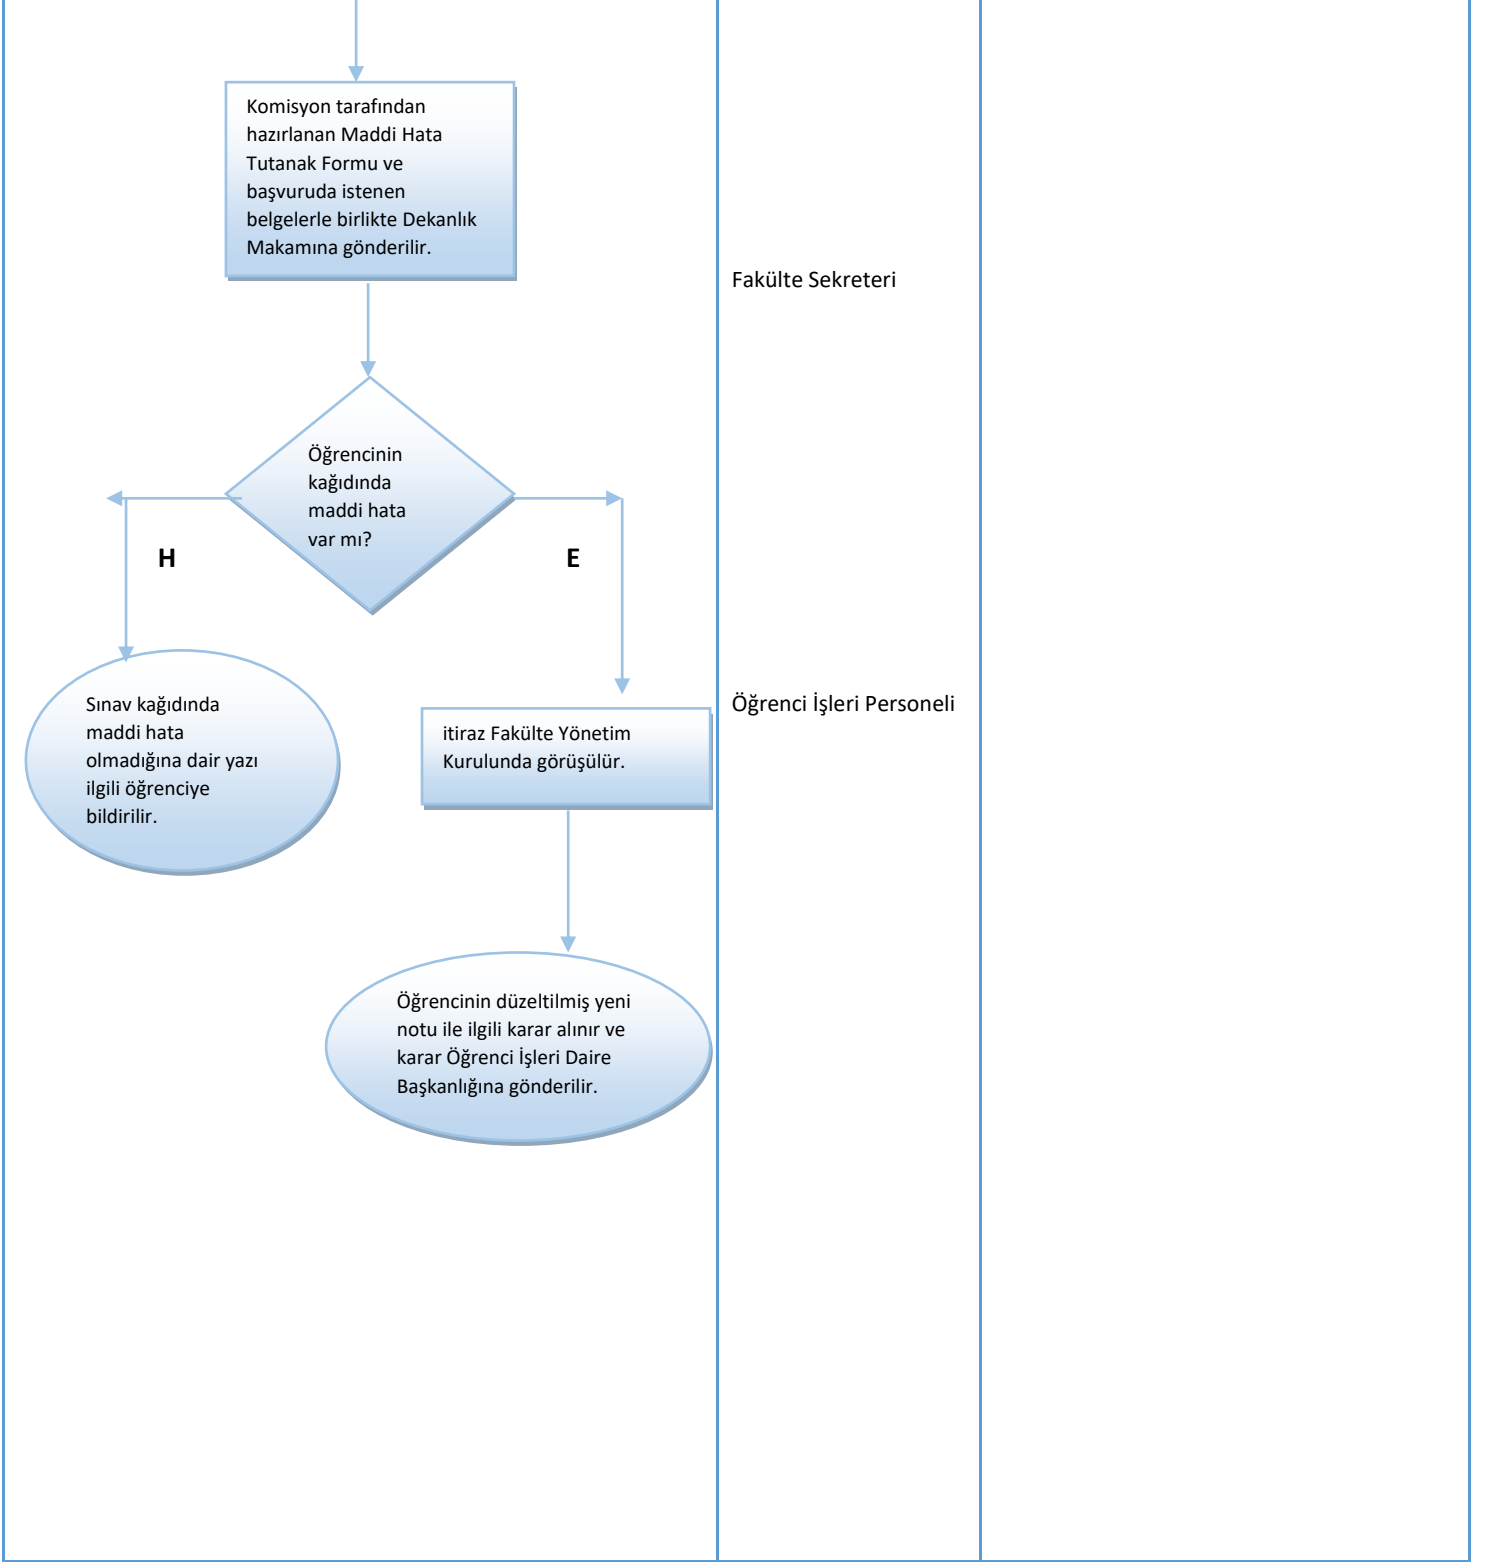 Komisyon tarafından
hazırlanan Maddi Hata
Tutanak Formu ve
başvuruda istenen
belgelerle birlikte Dekanlık
Makamına gönderilir.
Fakülte Sekreteri
Öğrencinin
kağıdında
maddi hata
var mı?
H
E
Sınav kağıdında
maddi hata
olmadığına dair yazı
ilgili öğrenciye
bildirilir.
itiraz Fakülte Yönetim
Kurulunda görüşülür.
Öğrenci İşleri Personeli
Öğrencinin düzeltilmiş yeni
notu ile ilgili karar alınır ve
karar Öğrenci İşleri Daire
Başkanlığına gönderilir.